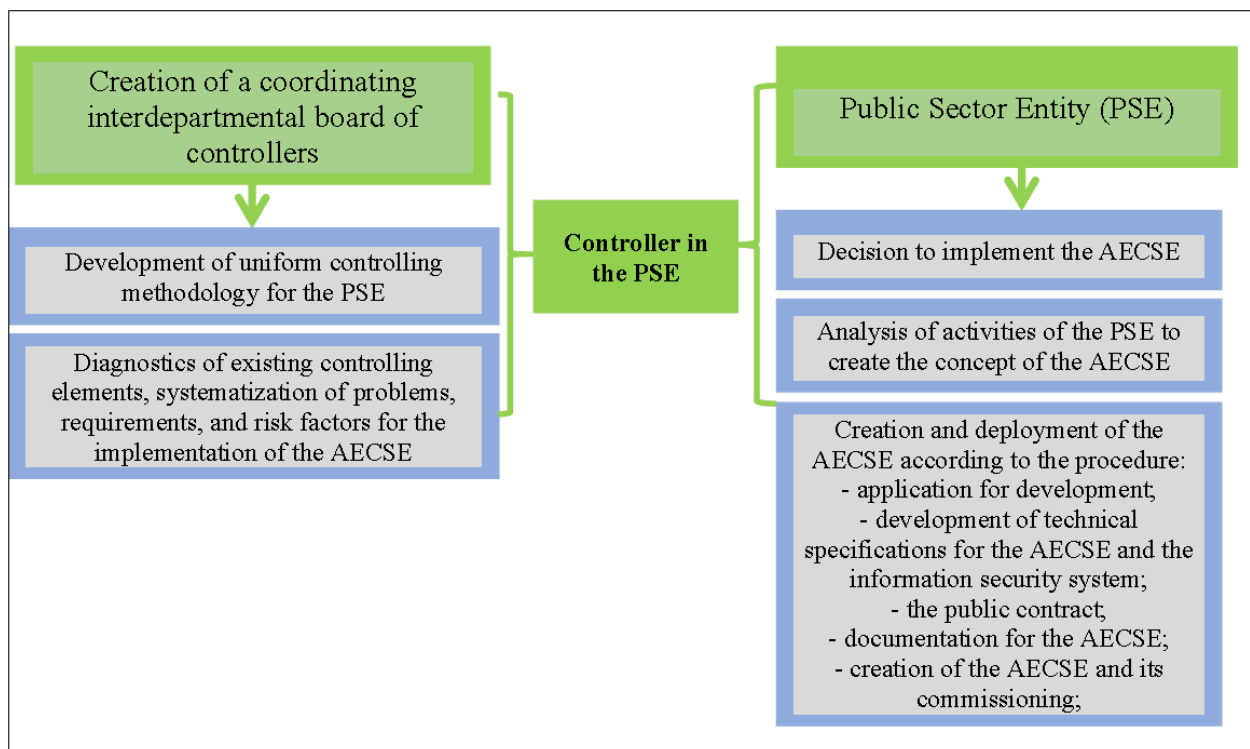 Creation of a coordinating
interdepartmental board of
controllers
Development of uniform controlling
methodology for the PSE
Diagnostics of existing controlling
elements, systematization of problems,
requirements, and risk factors for the
implementation of the AECSE
Controller in
the PSE
Public Sector Entity (PSE)
Decision to implement the AECSE
Analysis of activities of the PSE to
create the concept of the AECSE
Creation and deployment of the
AECSE according to the procedure:
- application for development;
- development of technical
specifications for the AECSE and the
information security system;
- the public contract;
- documentation for the AECSE;
- creation of the AECSE and its
commissioning;